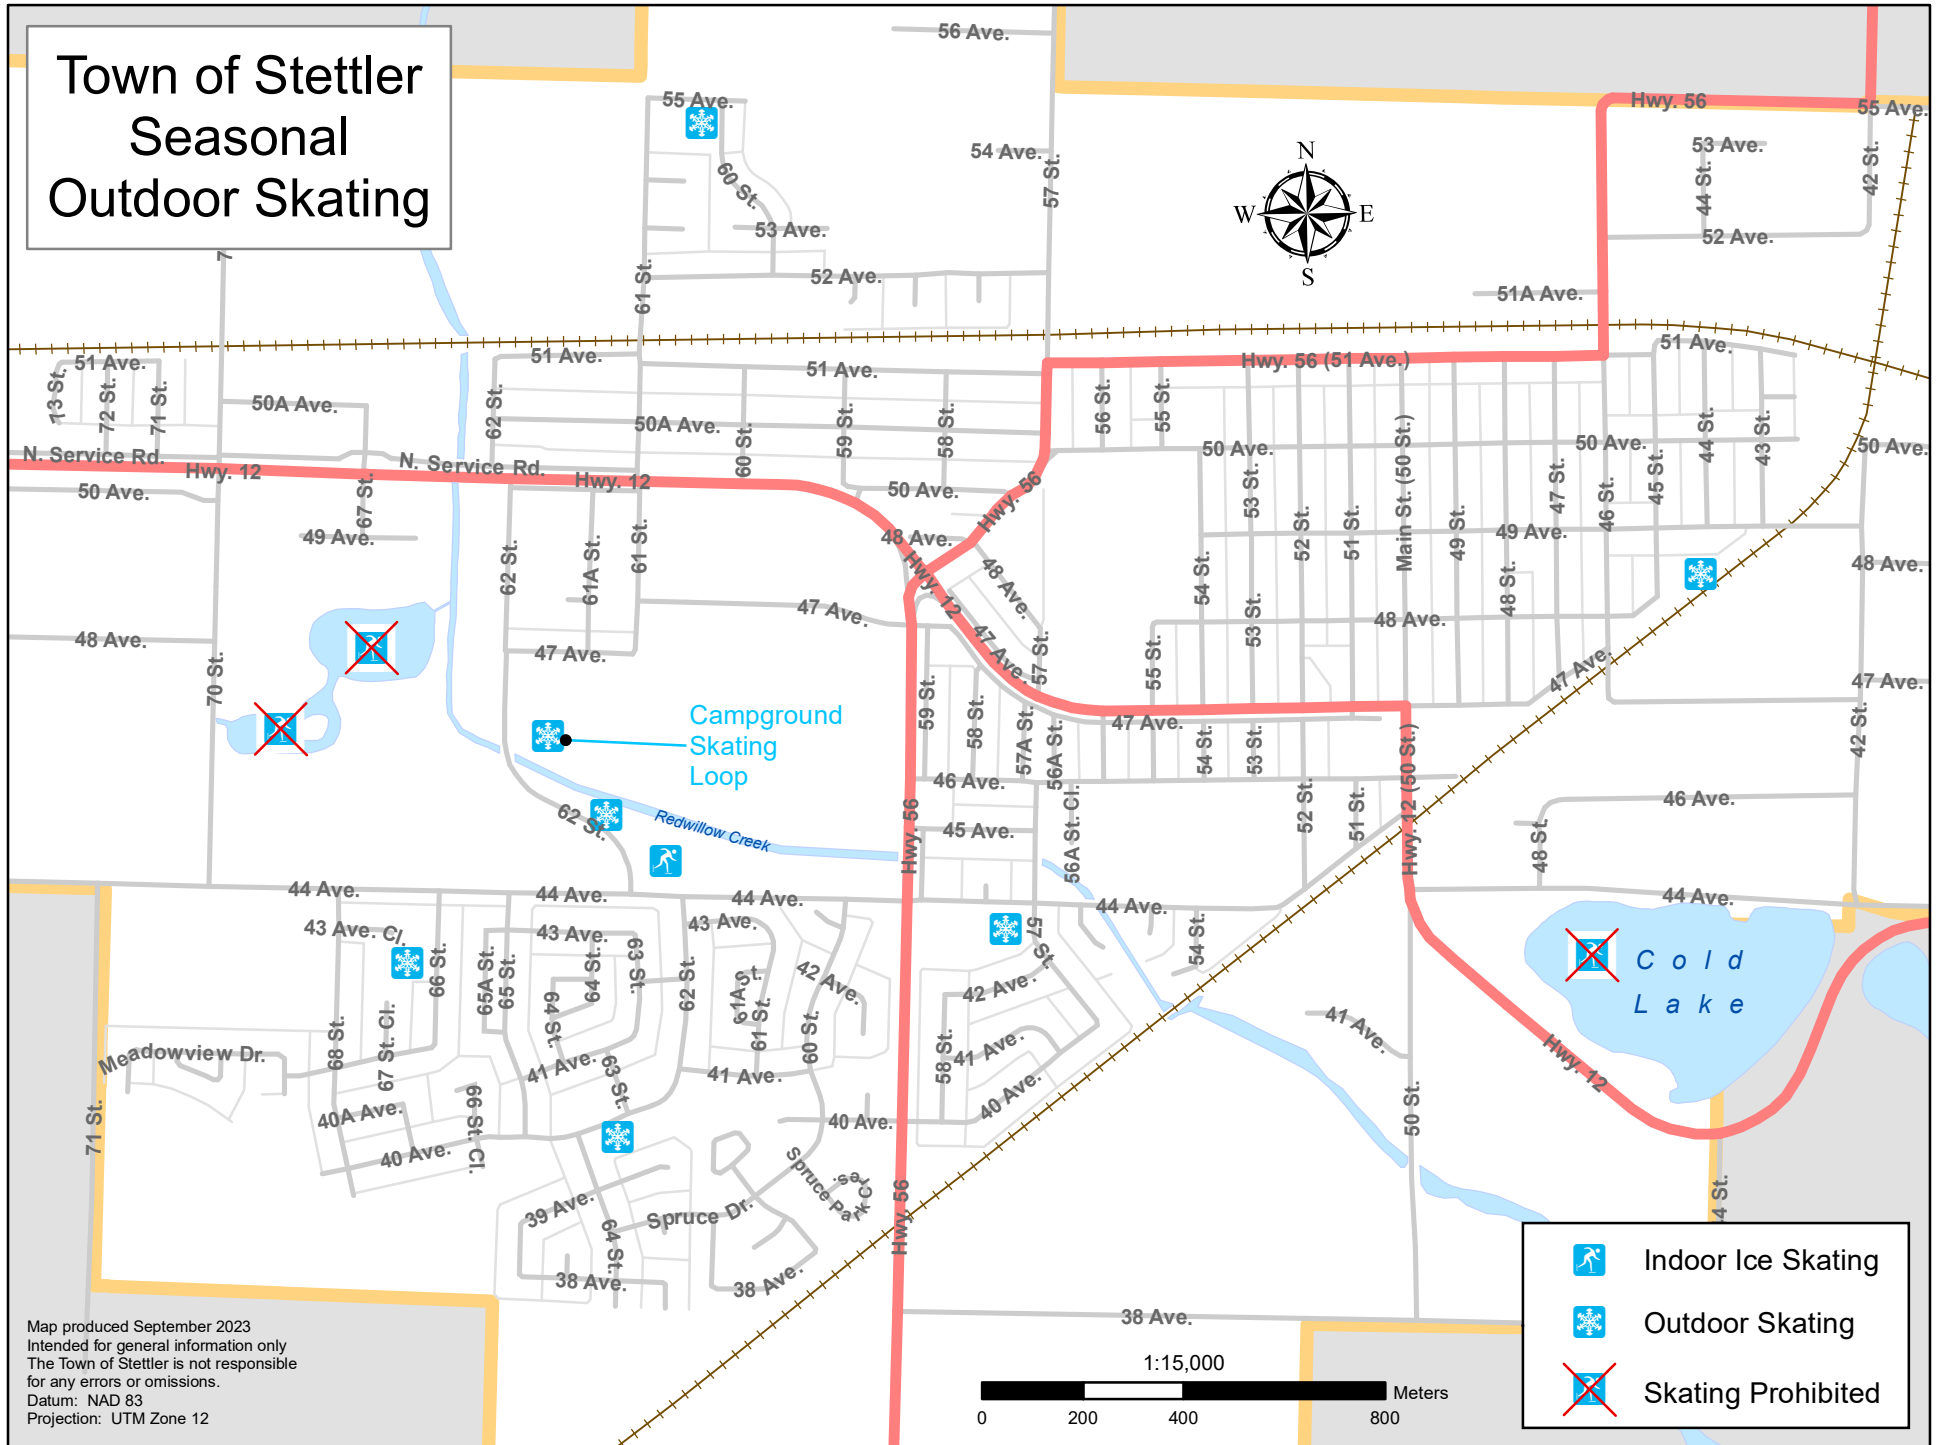 Town of Stettler
Seasonal
Outdoor Skating
56 Ave.
55 Ave.
Hwy. 56
55 Ave.
54 Ave.
57 St.
53 Ave.
44 St.
42 St.
60 St.
53 Ave.
52 Ave.
N
W
E
S
7
61 St.
52 Ave.
51A Ave.
51 Ave.
51 Ave.
51 Ave.
Hwy. 56 (51 Ave.)
51 Ave.
73 St.
72 St.
71 St.
50A Ave.
62 St.
50A Ave.
60 St.
59 St.
58 St.
56 St.
55 St.
50 Ave.
50 Ave.
44 St.
43 St.
50 Ave.
N. Service Rd.
Hwy. 12
N. Service Rd.
Hwy. 12
50 Ave.
67 St.
50 Ave.
Hwy. 56
53 St.
Main St. (50 St.)
47 St.
46 St.
45 St.
49 Ave.
62 St.
61A St.
61 St.
48 Ave.
Hwy. 12
48 Ave.
54 St.
52 St.
51 St.
49 St.
49 Ave.
48 St.
48 Ave.
47 Ave.
48 Ave.
53 St.
48 Ave.
47 Ave.
47 Ave.
57 St.
55 St.
47 Ave.
47 Ave.
70 St.
Campground
Skating
Loop
59 St.
58 St.
57A St.
56A St.
47 Ave.
54 St.
53 St.
Hwy. 12 (50 St.)
42 St.
46 Ave.
46 Ave.
62 St.
Redwillow Creek
Hwy. 56
45 Ave.
56A St. Cl.
52 St.
51 St.
48 St.
44 Ave.
44 Ave.
44 Ave.
44 Ave.
44 Ave.
43 Ave. Cl.
66 St.
65A St.
65 St.
43 Ave.
64 St.
63 St.
62 St.
43 Ave.
61A St.
61 St.
42 Ave.
60 St.
57 St.
54 St.
42 Ave.
Cold
Lake
64 St.
68 St.
67 St. Cl.
Meadowview Dr.
41 Ave.
63 St.
41 Ave.
58 St.
41 Ave.
41 Ave.
Hwy. 12
40A Ave.
66 St. Cl.
40 Ave.
40 Ave.
40 Ave.
50 St.
71 St.
Spruce Park Cres.
39 Ave.
64 St.
Spruce Dr.
Hwy. 56
4 St.
38 Ave.
38 Ave.
38 Ave.
Indoor Ice Skating
Outdoor Skating
Skating Prohibited
Map produced September 2023
Intended for general information only
The Town of Stettler is not responsible
for any errors or omissions.
Datum: NAD 83
Projection: UTM Zone 12
1:15,000
Meters
0 200 400 800